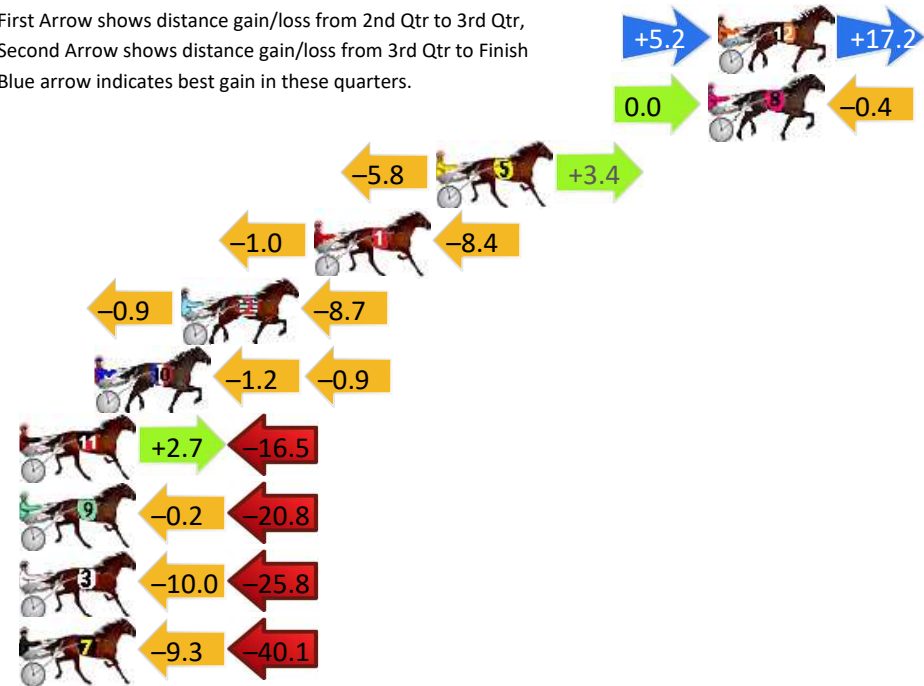 First Arrow shows distance gain/loss from 2nd Qtr to 3rd Qtr,
Second Arrow shows distance gain/loss from 3rd Qtr to Finish
Blue arrow indicates best gain in these quarters.
+5.2 12 +17.2
0.0 8 –0.4
–5.8 5 +3.4
–1.0 1 –8.4
–0.9 –8.7
10 –1.2 –0.9
11 +2.7 –16.5
9 –0.2 –20.8
3 –10.0 –25.8
7 –9.3 –40.1